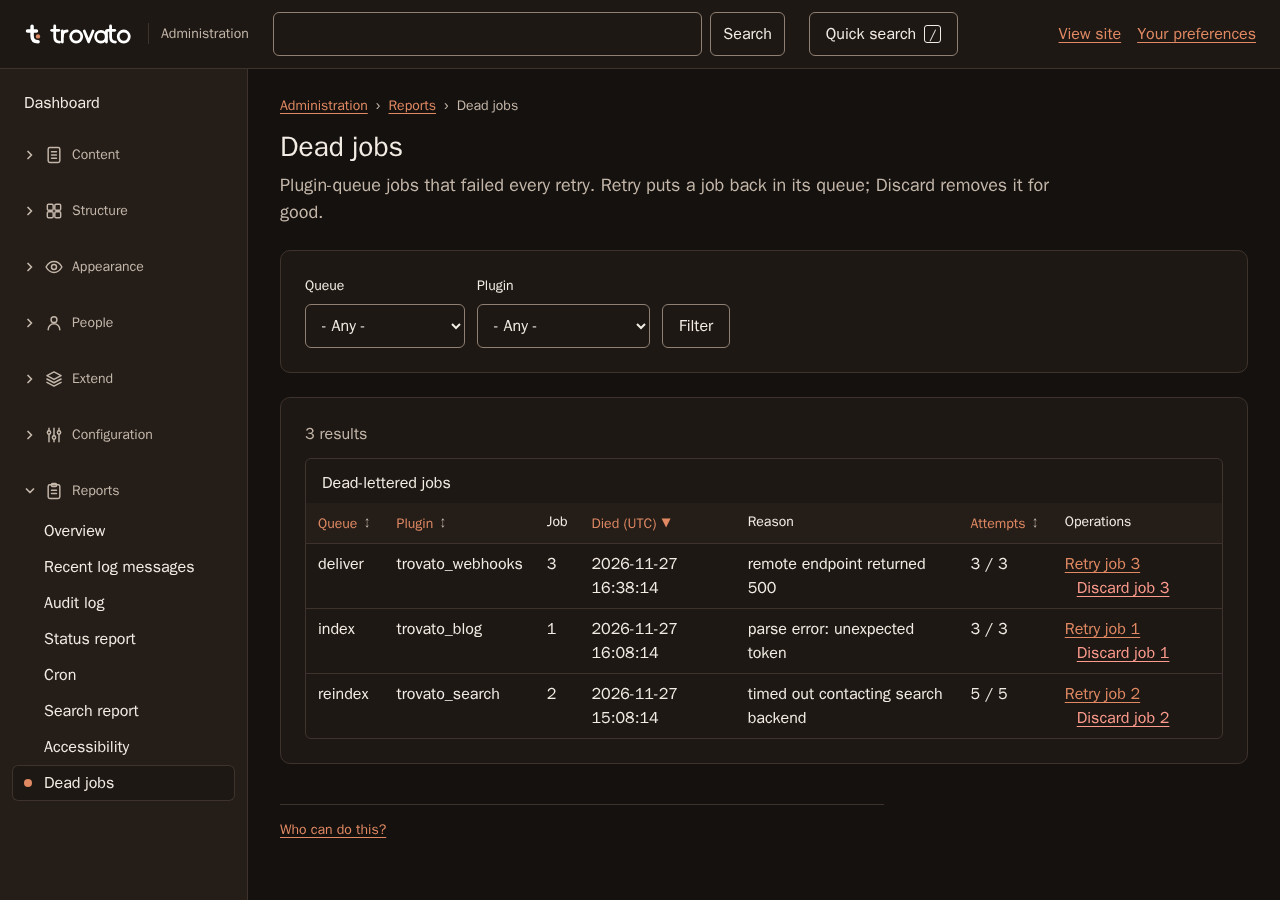 trovato
Administration
Search
Quick search /
View site
Your preferences
Dashboard
Content
Structure
Appearance
People
Extend
Configuration
Reports
Overview
Recent log messages
Audit log
Status report
Cron
Search report
Accessibility
Dead jobs
Administration › Reports › Dead jobs
Dead jobs
Plugin-queue jobs that failed every retry. Retry puts a job back in its queue; Discard removes it for
good.
Queue
Plugin
- Any -
- Any -
Filter
3 results
Dead-lettered jobs
Queue ↕ Plugin ↕ Job Died (UTC) ▼ Reason Attempts ↕ Operations
deliver trovato_webhooks 3 2026-11-27 remote endpoint returned 3 / 3 Retry job 3
16:38:14 500 Discard job 3
index trovato_blog 1 2026-11-27 parse error: unexpected 3 / 3 Retry job 1
16:08:14 token Discard job 1
reindex trovato_search 2 2026-11-27 timed out contacting search 5 / 5 Retry job 2
15:08:14 backend Discard job 2
Who can do this?